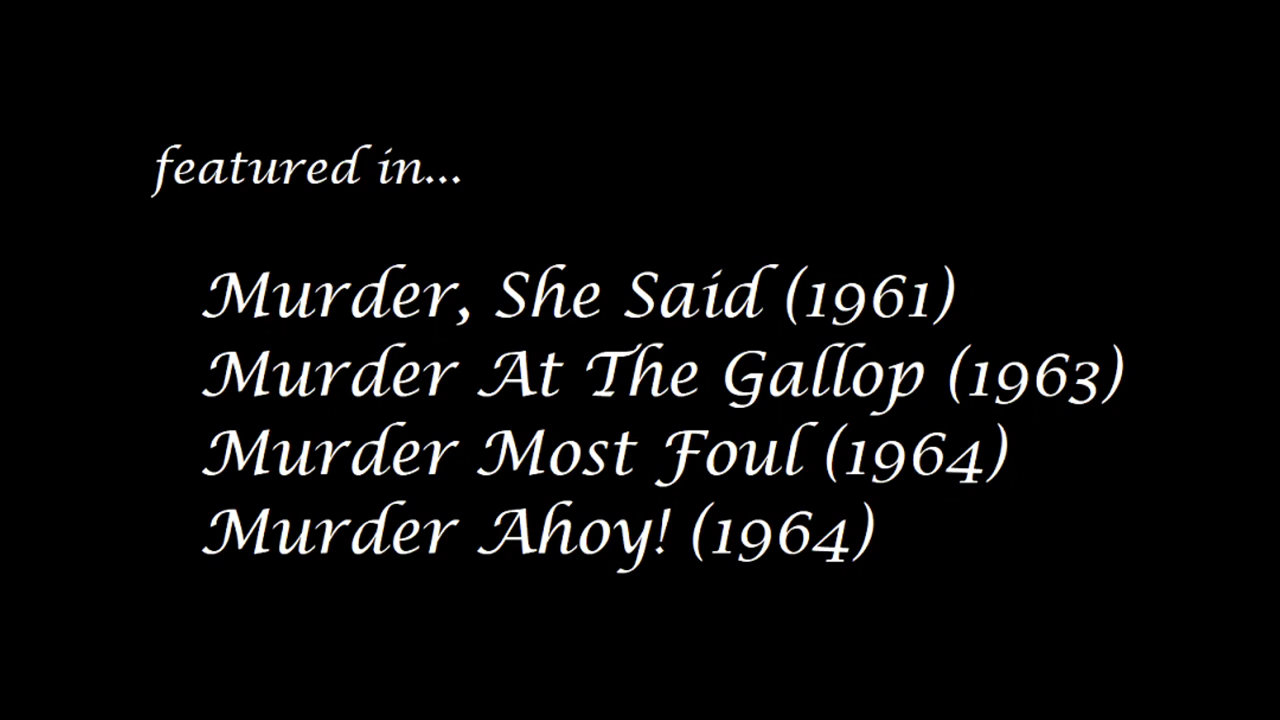 featured in...
Murder, She Said (1961)
Murder At The Gallop (1963)
Murder Most Foul (1964)
Murder Ahoy! (1964)